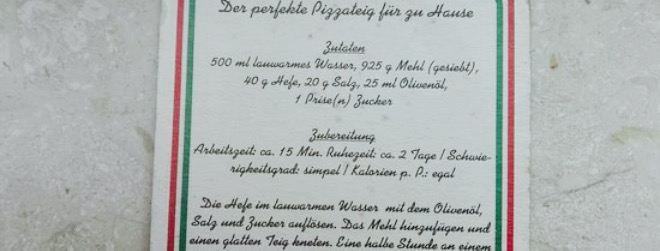 Der perfekte Pizzateig für zu Hause
Zutaten
500 ml lauwarmes Wasser, 925 g Mehl (gesiebt),
40 g Hefe, 20 g Salz, 25 ml Olivenöl,
1 Prise(n) Zucker
Zubereitung
Arbeitszeit: ca. 15 Min. Ruhezeit: ca. 2 Tage / Schwie-
rigkeitsgrad: simpel / Kalorien p. P.: egal
Die Hefe im lauwarmen Wasser mit dem Olivenöl,
Salz und Zucker auflösen. Das Mehl hinzufügen und
einen glatten Teig kneten. Eine halbe Stunde an einem